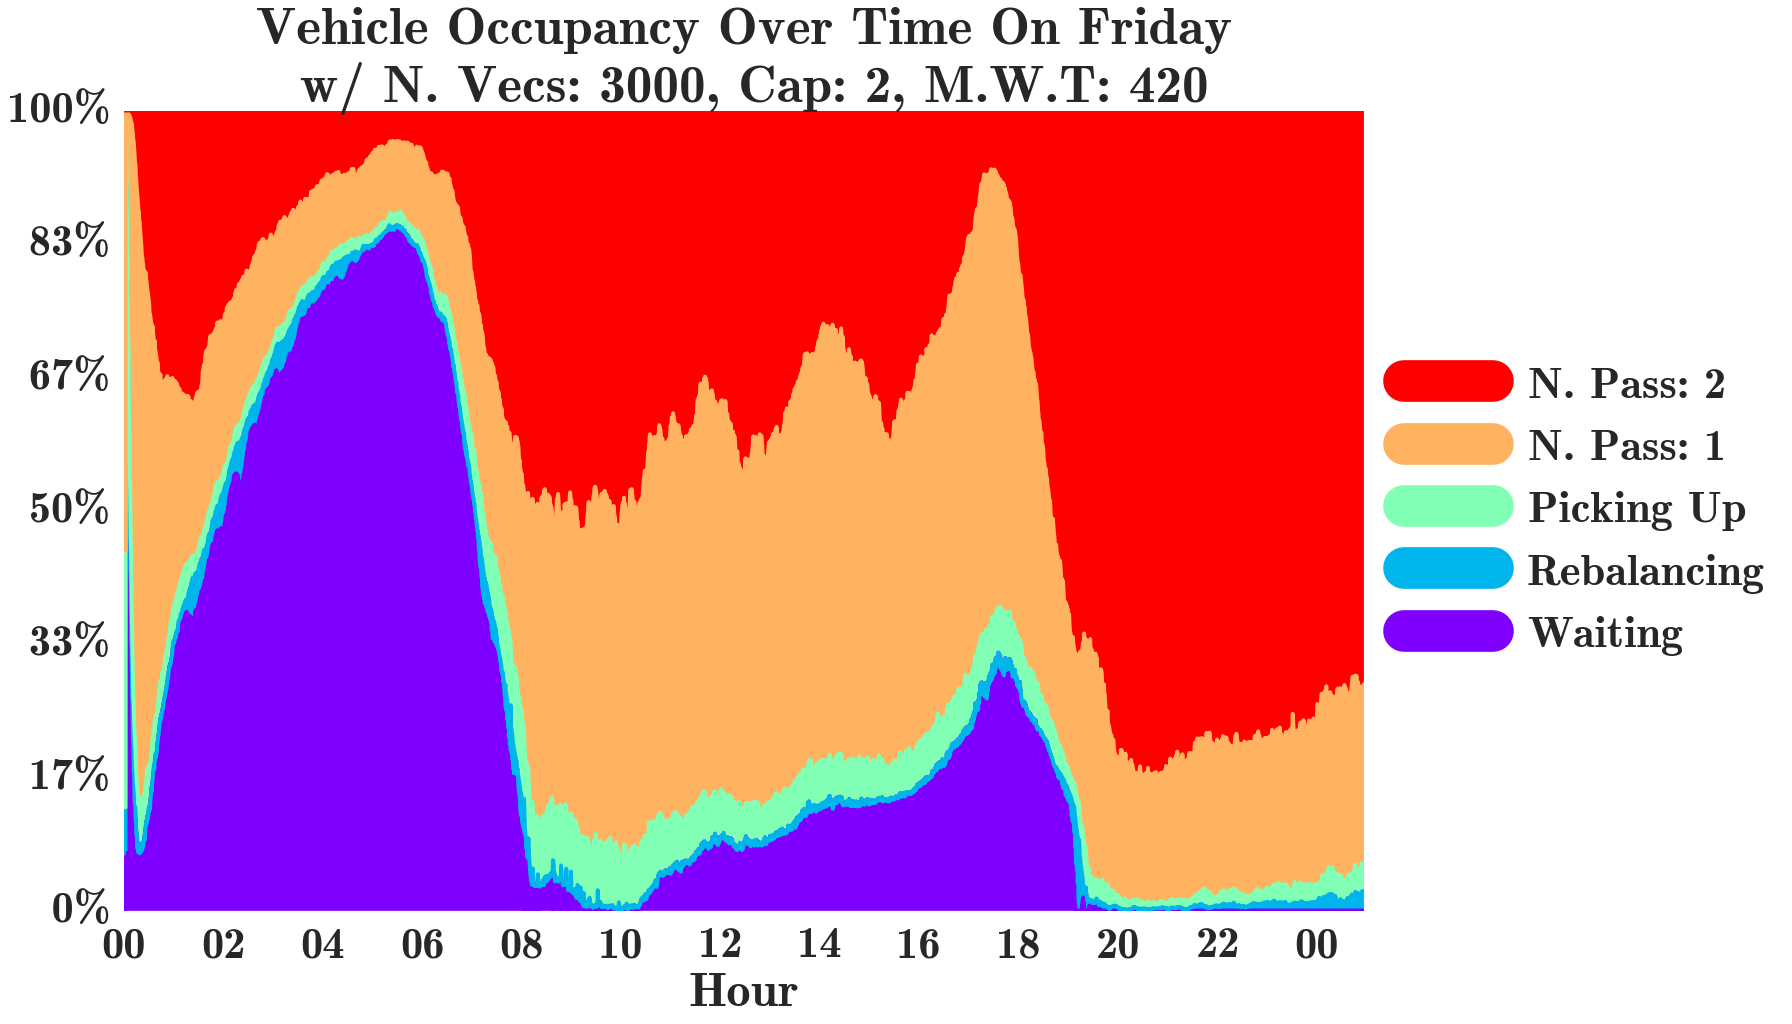 Vehicle Occupancy Over Time On Friday
w/ N. Vecs: 3000, Cap: 2, M.W.T: 420
100%
83%
67%
50%
33%
17%
0%
00 02 04 06 08 10 12 14 16 18 20 22 00
Hour
N. Pass: 2
N. Pass: 1
Picking Up
Rebalancing
Waiting